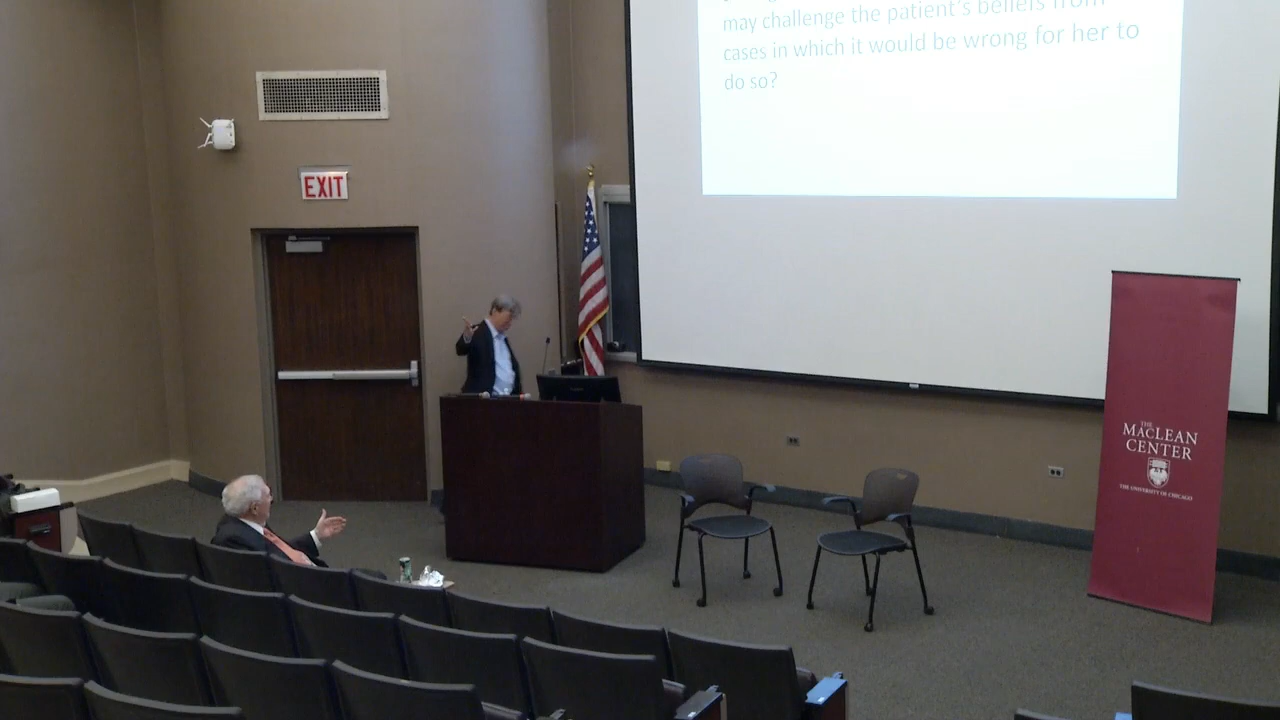 may challenge the patient's beliefs from
cases in which it would be wrong for her to
do so?
EXIT
THE
MACLEAN
CENTER
THE UNIVERSITY OF CHICAGO